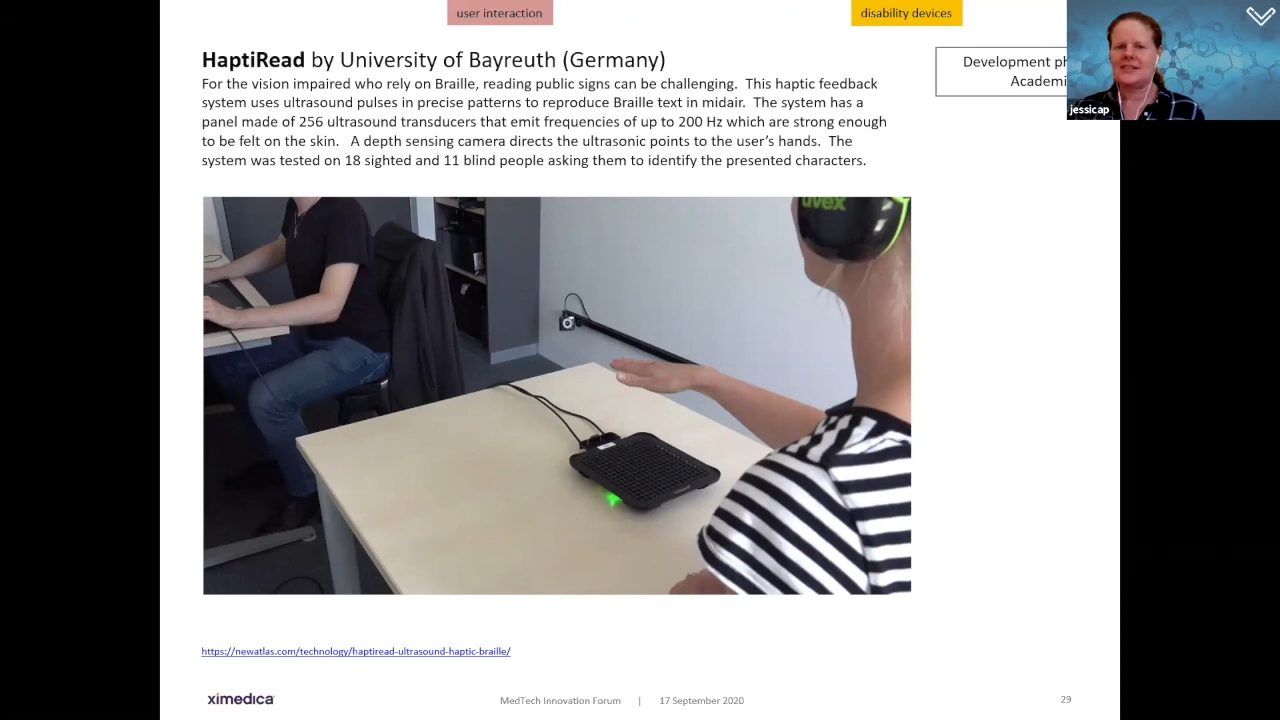 user interaction
disability devices
HaptiRead by University of Bayreuth (Germany)
For the vision impaired who rely on Braille, reading public signs can be challenging. This haptic feedback
system uses ultrasound pulses in precise patterns to reproduce Braille text in midair. The system has a
panel made of 256 ultrasound transducers that emit frequencies of up to 200 Hz which are strong enough
to be felt on the skin. A depth sensing camera directs the ultrasonic points to the user's hands. The
system was tested on 18 sighted and 11 blind people asking them to identify the presented characters.
Development ph
Academi
jessicap
uvex
https://newatlas.com/technology/haptiread-ultrasound-haptic-braille/
ximedica
MedTech Innovation Forum | 17 September 2020
29